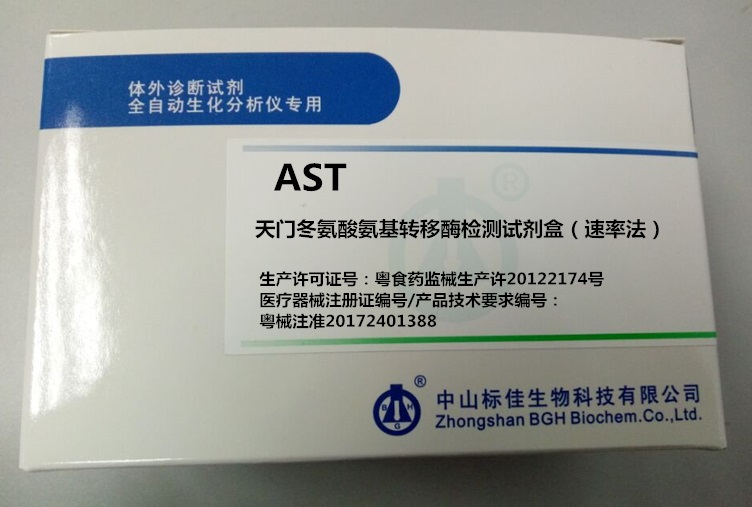 体外诊断试剂
全自动生化分析仪专用
AST
天门冬氨酸氨基转移酶检测试剂盒（速率法）
生产许可证号：粤食药监械生产许20122174号
医疗器械注册证编号/产品技术要求编号：
粤械注准20172401388
B H G
®
中山标佳生物科技有限公司
Zhongshan BGH Biochem.Co.,Ltd.